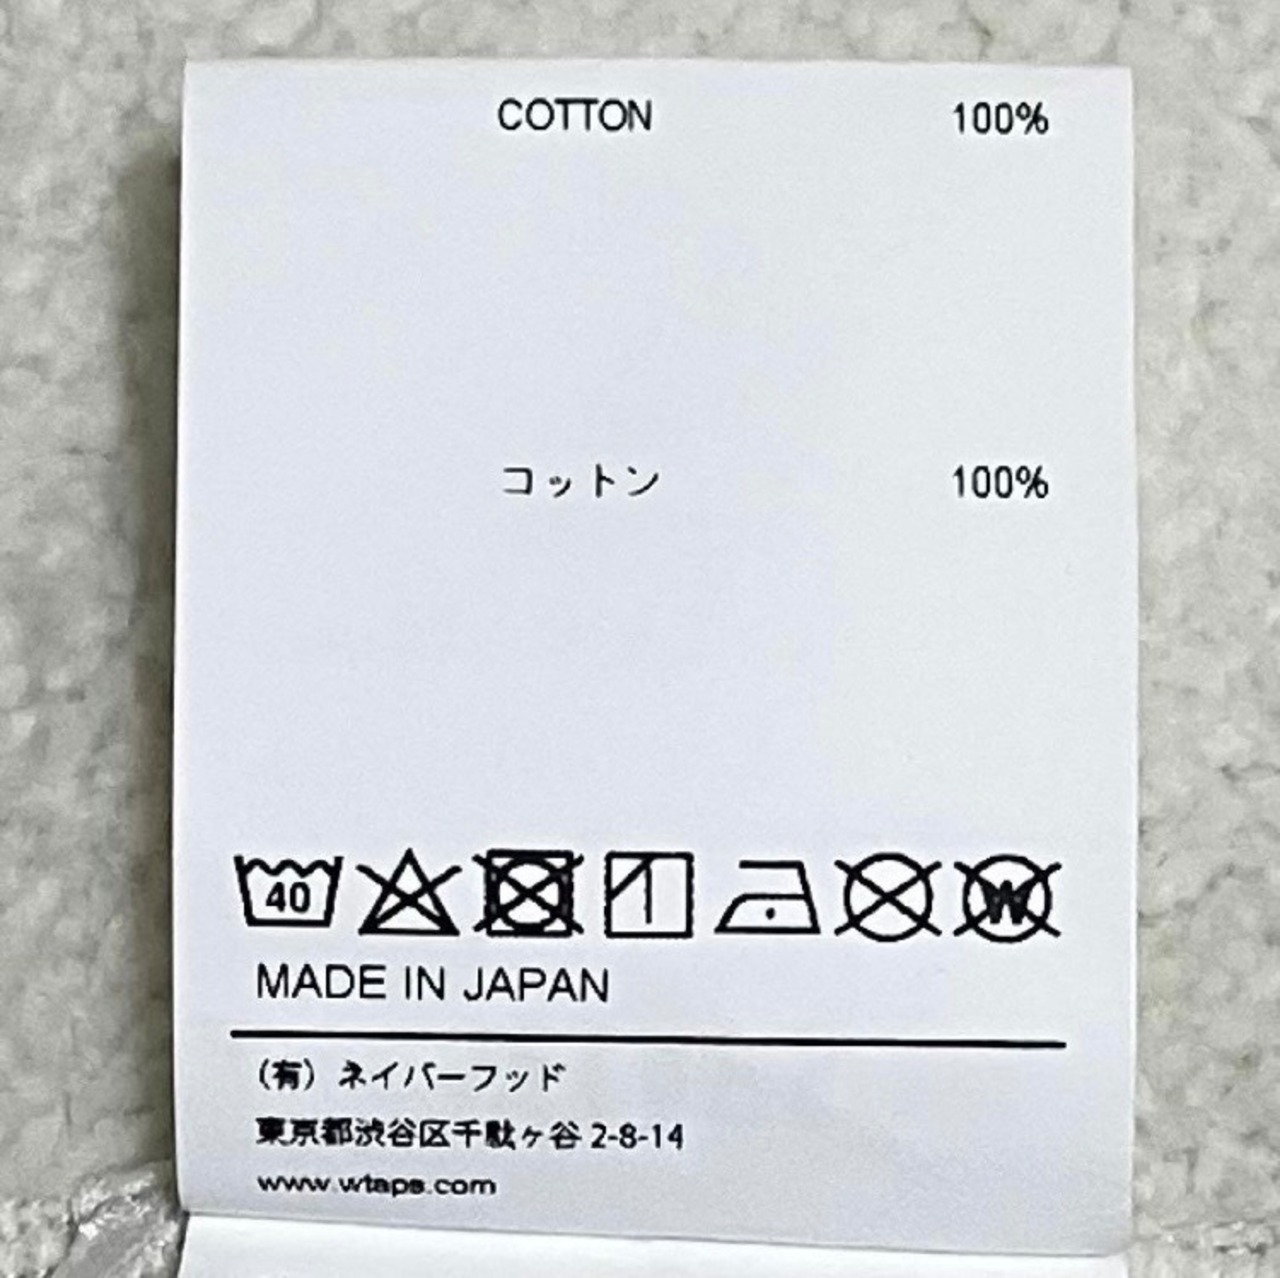 COTTON 100%
コットン 100%
40 W
MADE IN JAPAN
（有）ネイバーフッド
東京都渋谷区千駄ヶ谷 2-8-14
www.wtaps.com